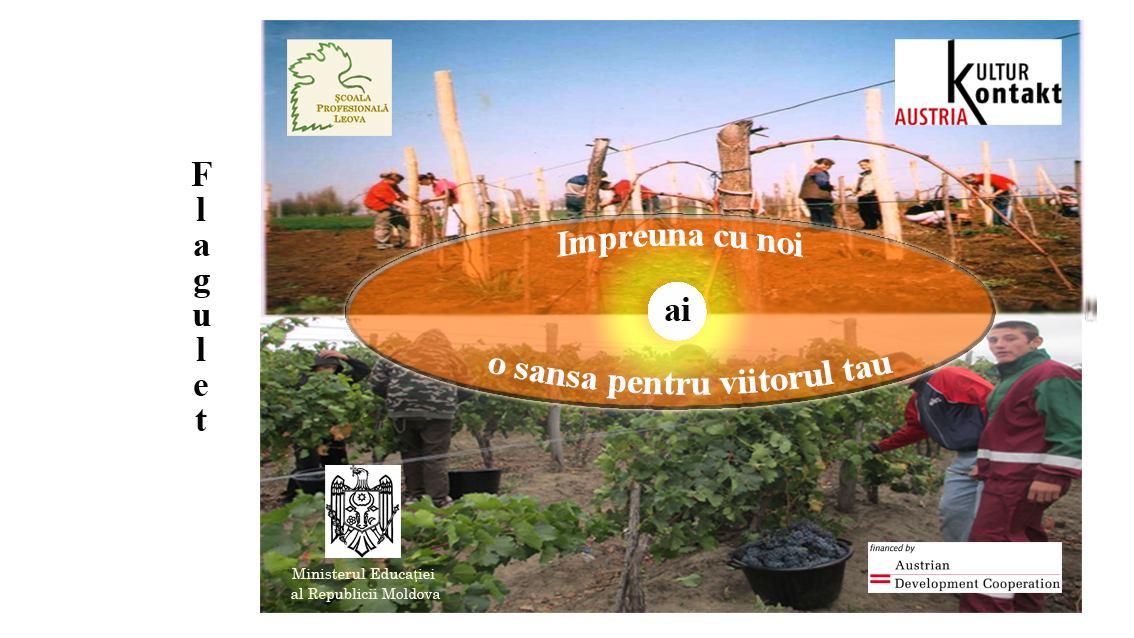 Flagulet
ŞCOALA
PROFESIONALĂ
LEOVA
KULTUR
Kontakt
AUSTRIA
Impreuna cu noi
ai
o sansa pentru viitorul tau
Ministerul Educației
al Republicii Moldova
financed by
Austrian
Development Cooperation